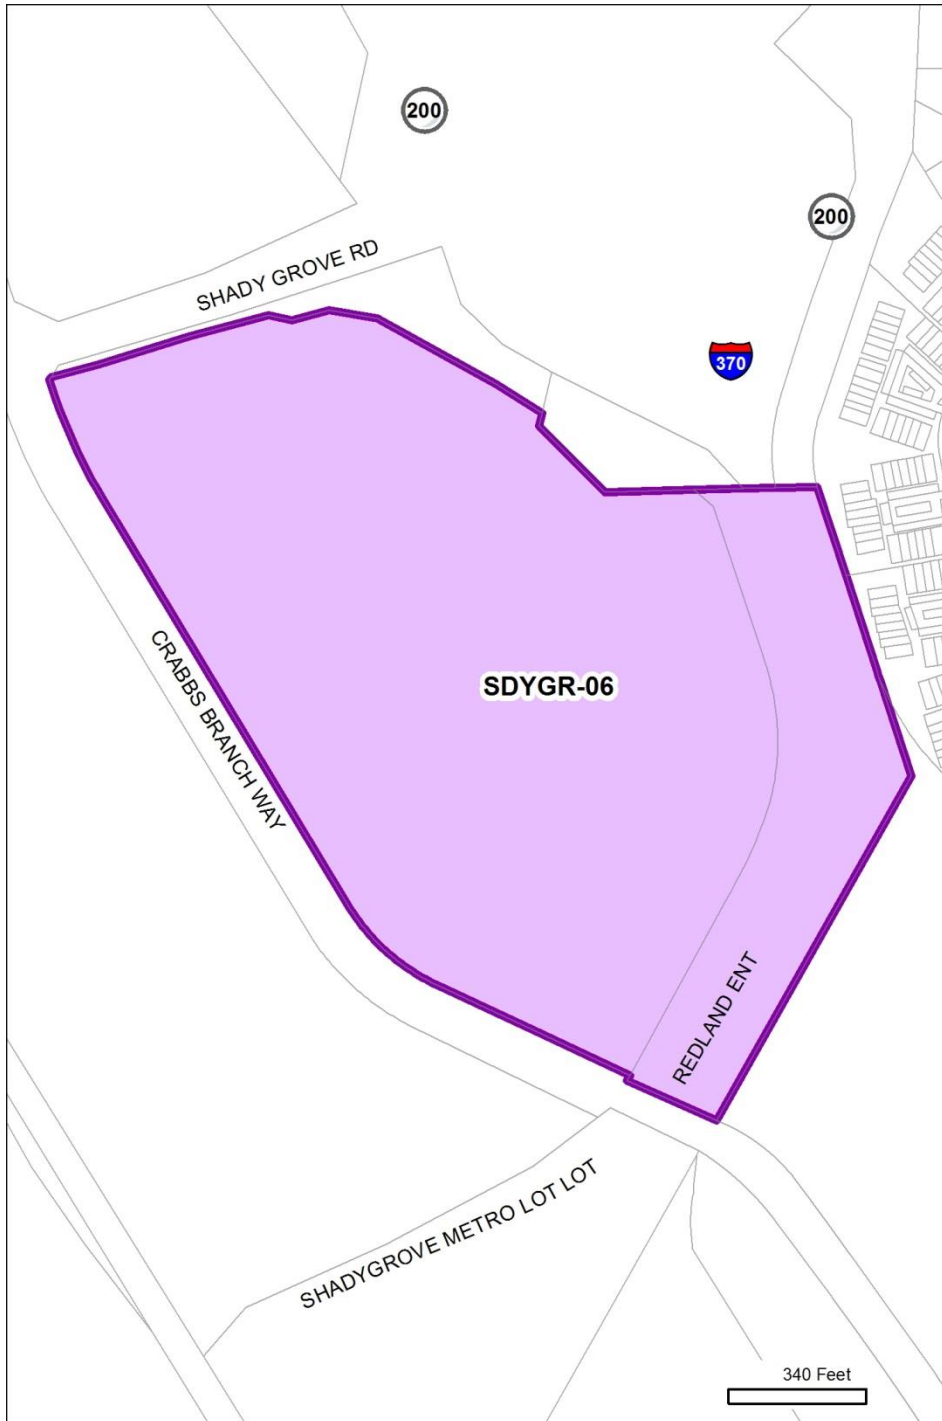 200
200
SHADY GROVE RD
370
SDYGR-06
CRABBS BRANCH WAY
REDLAND ENT
SHADYGROVE METRO LOT LOT
340 Feet